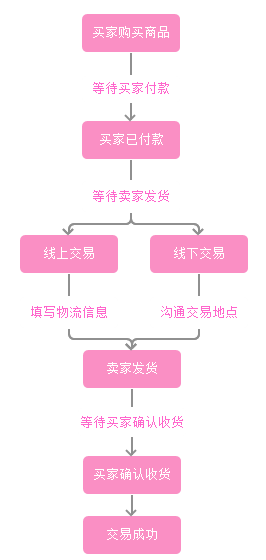 买家购买商品
等待买家付款
买家已付款
等待卖家发货
线上交易
线下交易
填写物流信息
沟通交易地点
卖家发货
等待买家确认收货
买家确认收货
交易成功